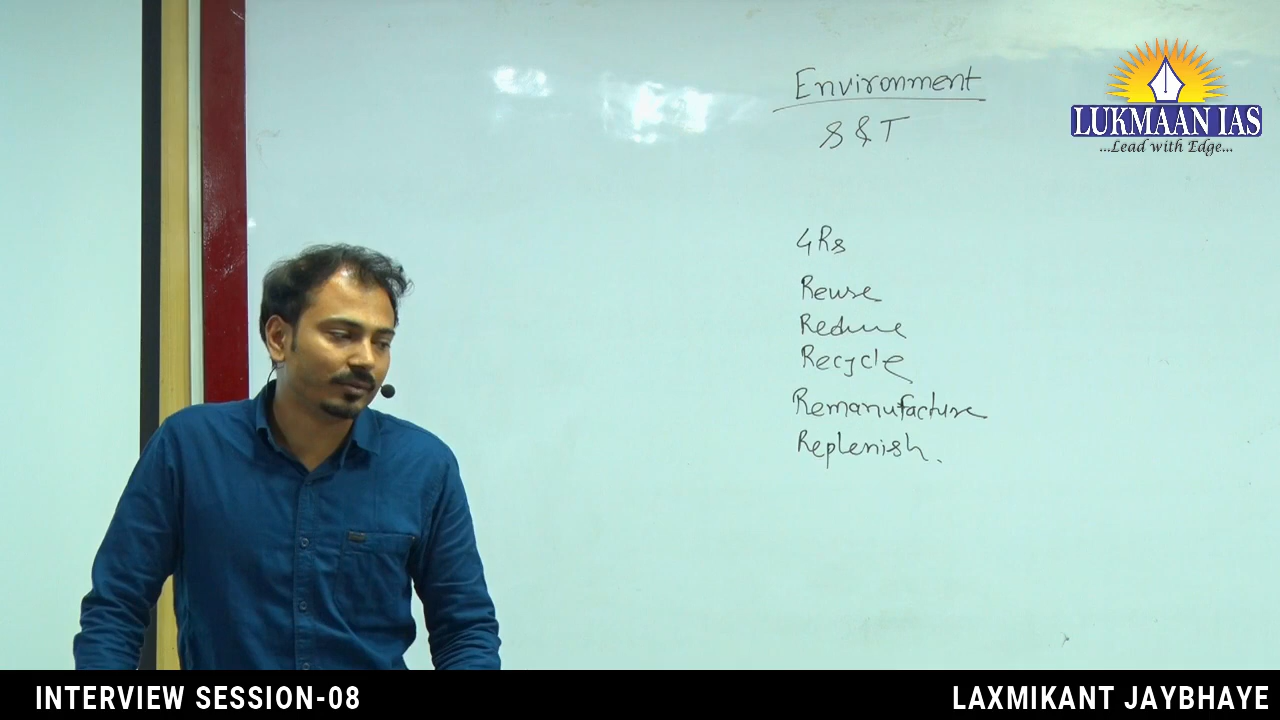 Environment
S & T
4Rs
Reuse
Reduce
Recycle
Remanufacture
Replenish.
LUKMAAN IAS
...Lead with Edge...
INTERVIEW SESSION-08
LAXMIKANT JAYBHAYE